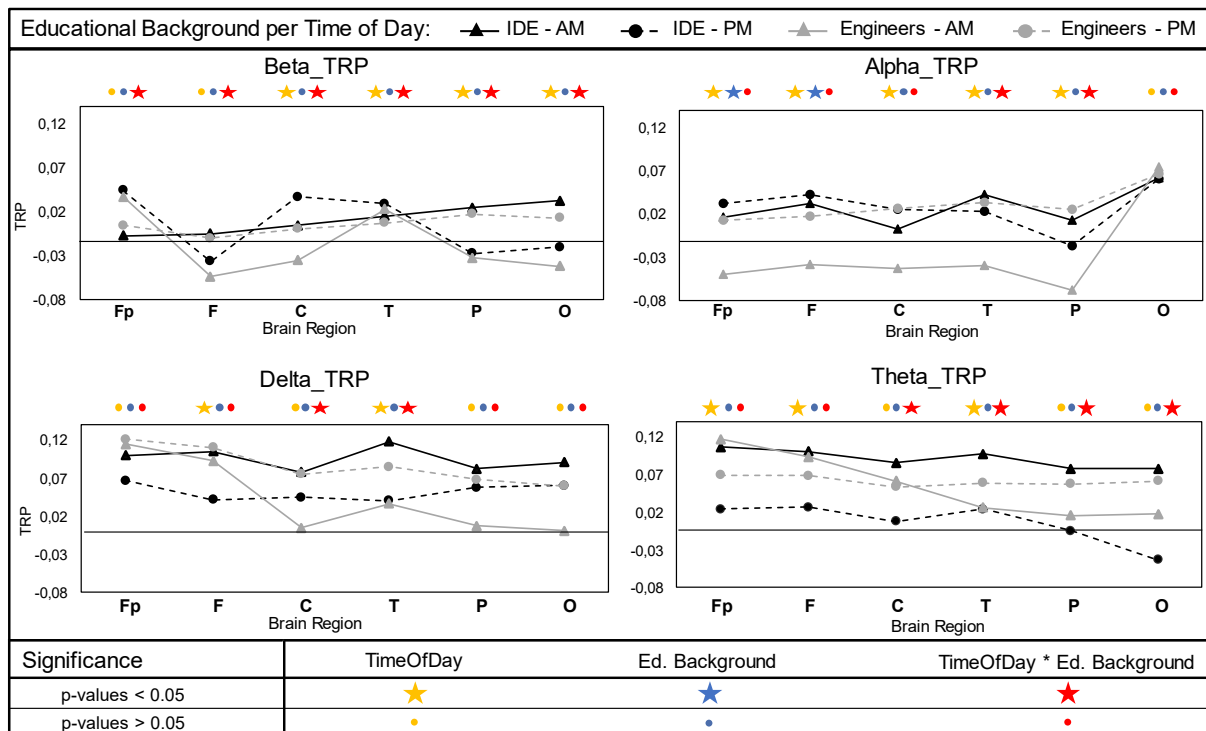 Educational Background per Time of Day: IDE - AM IDE - PM Engineers - AM Engineers - PM
Beta_TRP
0,12
0,07
0,02
-0,03
-0,08
TRP
Fp F C T P O
Brain Region
Alpha_TRP
0,12
0,07
0,02
-0,03
-0,08
Fp F C T P O
Brain Region
Delta_TRP
0,12
0,07
0,02
-0,03
-0,08
TRP
Fp F C T P O
Brain Region
Theta_TRP
0,12
0,07
0,02
-0,03
-0,08
Fp F C T P O
Brain Region
Significance TimeOfDay Ed. Background TimeOfDay * Ed. Background
p-values < 0.05
p-values > 0.05